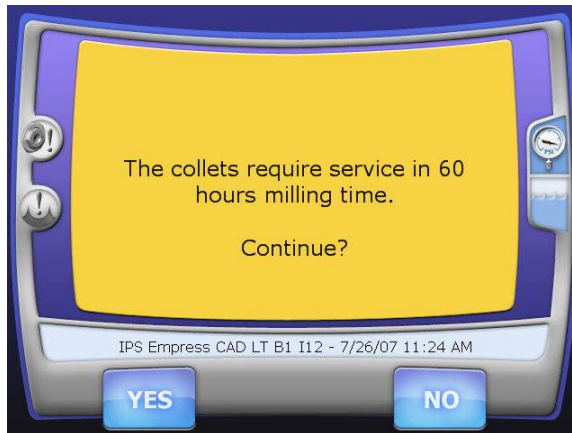 The collets require service in 60
hours milling time.
Continue?
PSI
IPS Empress CAD LT B1 I12 - 7/26/07 11:24 AM
YES
NO